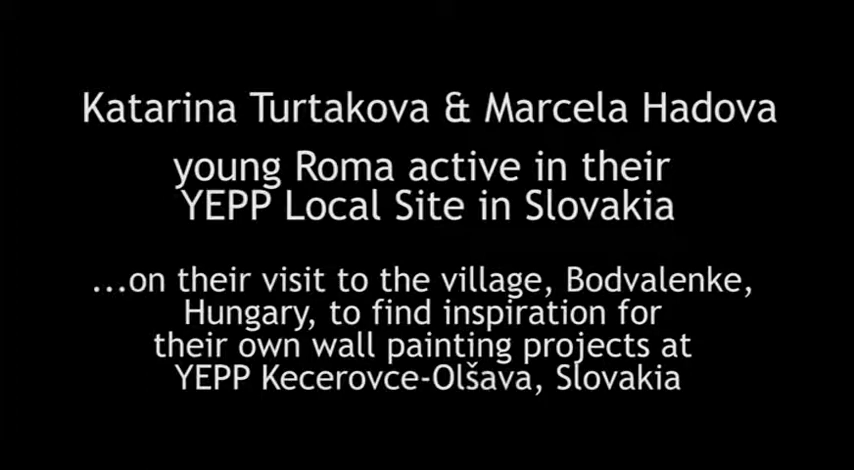 Katarina Turtakova & Marcela Hadova
young Roma active in their
YEPP Local Site in Slovakia
...on their visit to the village, Bodvalenke,
Hungary, to find inspiration for
their own wall painting projects at
YEPP Kecerovce-Olšava, Slovakia